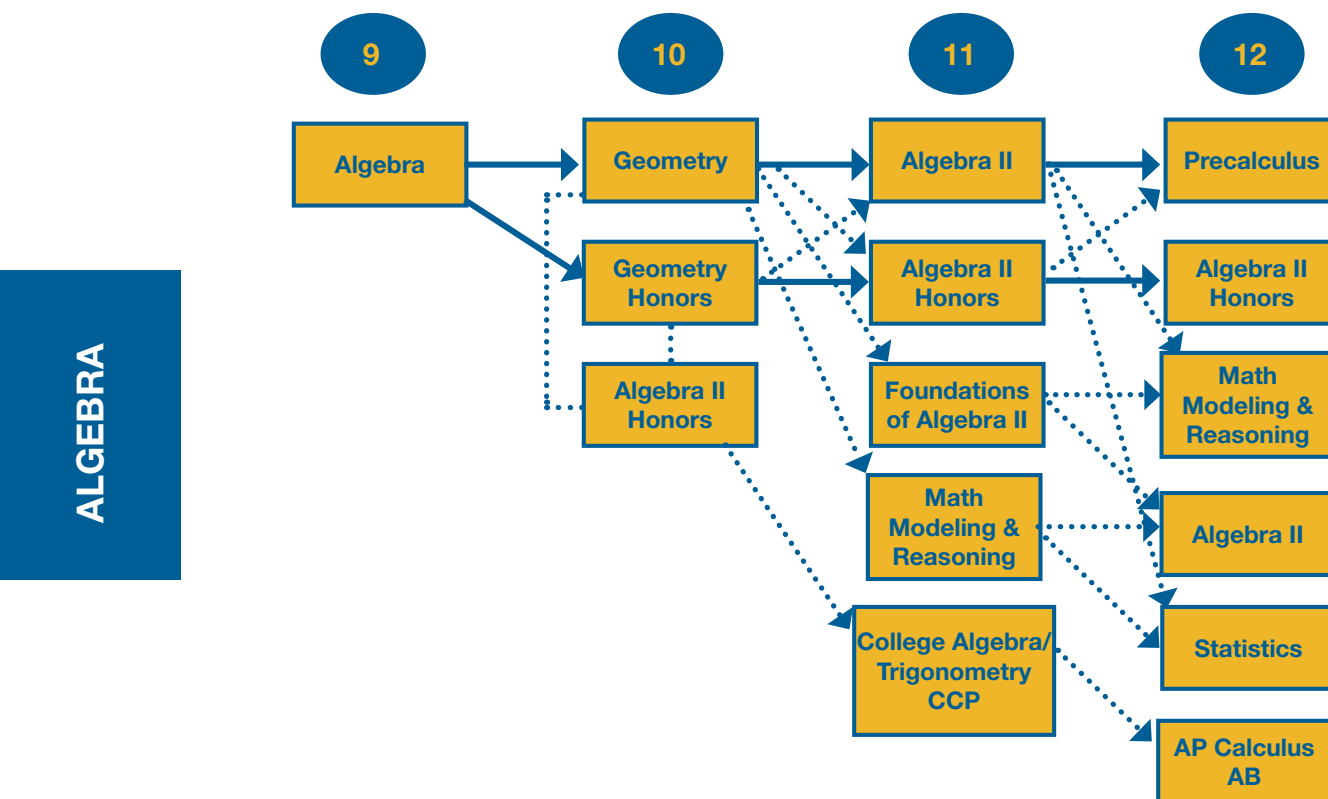 9
10
11
12
ALGEBRA
Algebra
Geometry
Algebra II
Precalculus
Geometry
Honors
Algebra II
Honors
Algebra II
Honors
Algebra II
Honors
Foundations
of Algebra II
Math
Modeling &
Reasoning
Math
Modeling &
Reasoning
Algebra II
College Algebra/
Trigonometry
CCP
Statistics
AP Calculus
AB